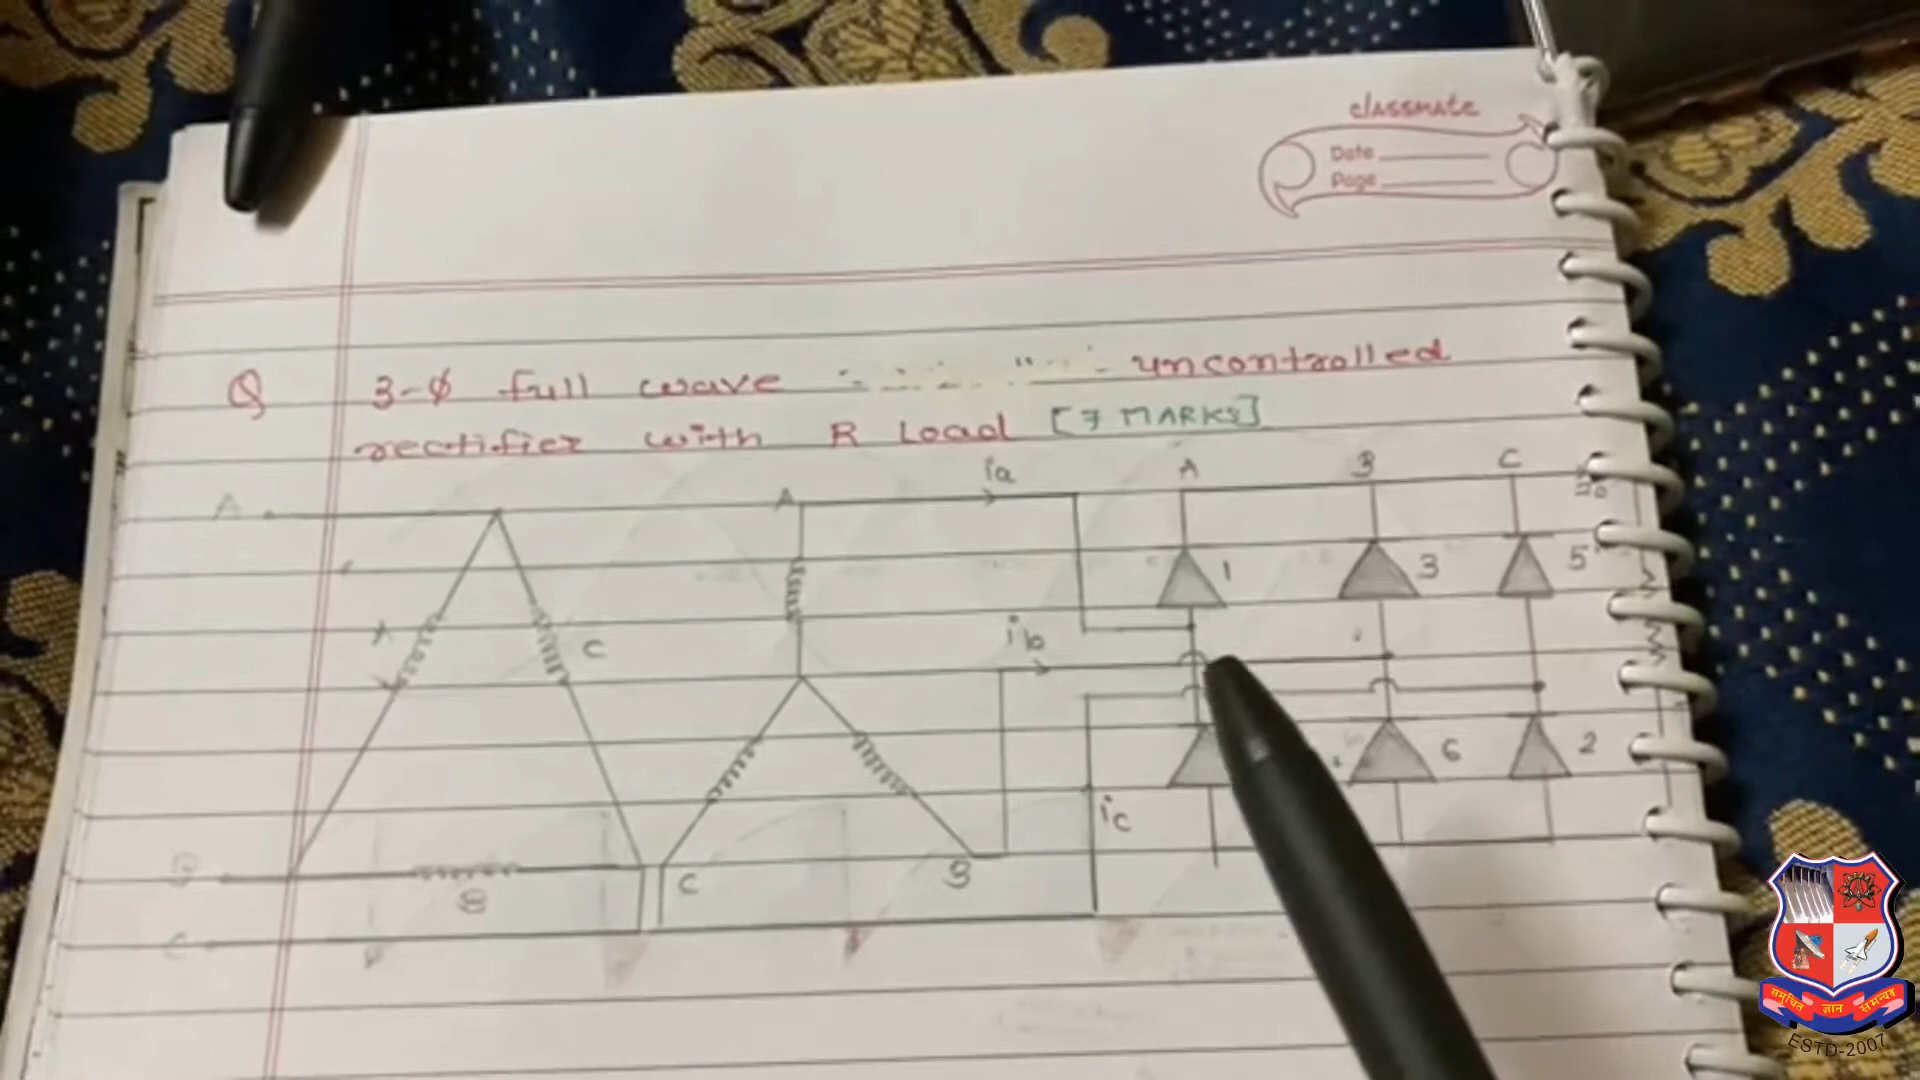 classmate
Date
Page
Q 3-φ full wave uncontrolled
rectifier with R Load [7 MARKS]
A A ia A B C
1 3 5
C ib
6 2
ic
B C B
C
समुचित ज्ञान समन्वय
ESTD-2007